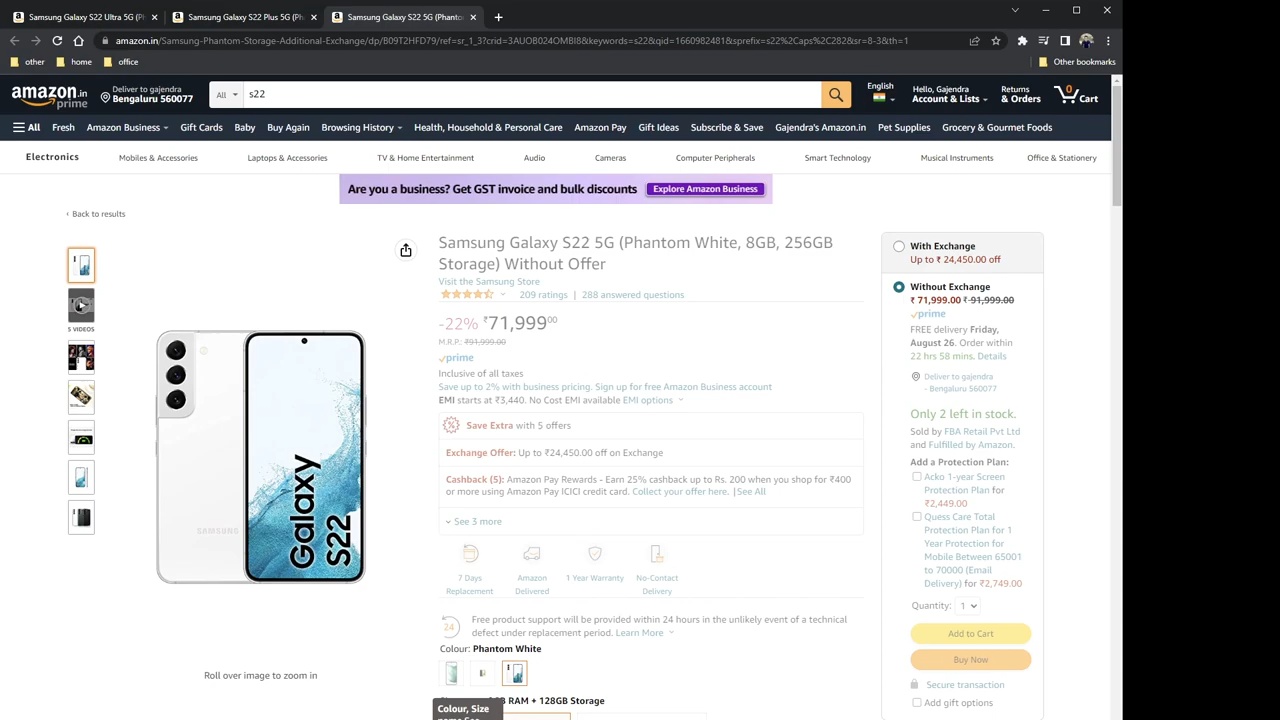 Samsung Galaxy S22 Ultra 5G (P
Samsung Galaxy S22 Plus 5G (Ph
Samsung Galaxy S22 5G (Phantor
amazon.in/Samsung-Phantom-Storage-Additional-Exchange/dp/B09T2HFD79/ref=sr_1_3?crid=3AUOB024OMBI8&keywords=s22&qid=1660982481&sprefix=s22%2Caps%2C282&sr=8-3&th=1
other
home
office
Other bookmarks
amazon.in
prime
Deliver to gajendra
Bengaluru 560077
All
s22
English
Hello, Gajendra
Account & Lists
Returns
& Orders
0
Cart
All
Fresh
Amazon Business
Gift Cards
Baby
Buy Again
Browsing History
Health, Household & Personal Care
Amazon Pay
Gift Ideas
Subscribe & Save
Gajendra's Amazon.in
Pet Supplies
Grocery & Gourmet Foods
Electronics
Mobiles & Accessories
Laptops & Accessories
TV & Home Entertainment
Audio
Cameras
Computer Peripherals
Smart Technology
Musical Instruments
Office & Stationery
Are you a business? Get GST invoice and bulk discounts
Explore Amazon Business
‹ Back to results
5 VIDEOS
SAMSUNG
Galaxy
S22
Roll over image to zoom in
Samsung Galaxy S22 5G (Phantom White, 8GB, 256GB
Storage) Without Offer
Visit the Samsung Store
209 ratings | 288 answered questions
-22% ₹71,99900
M.R.P.: ₹91,999.00
prime
Inclusive of all taxes
Save up to 2% with business pricing. Sign up for free Amazon Business account
EMI starts at ₹3,440. No Cost EMI available EMI options
Save Extra with 5 offers
Exchange Offer: Up to ₹24,450.00 off on Exchange
Cashback (5): Amazon Pay Rewards - Earn 25% cashback up to Rs. 200 when you shop for ₹400
or more using Amazon Pay ICICI credit card. Collect your offer here. |See All
See 3 more
7 Days
Replacement
Amazon
Delivered
1 Year Warranty
No-Contact
Delivery
24
Free product support will be provided within 24 hours in the unlikely event of a technical
defect under replacement period. Learn More
Colour: Phantom White
RAM + 128GB Storage
Colour, Size
With Exchange
Up to ₹ 24,450.00 off
Without Exchange
₹ 71,999.00 ₹ 91,999.00
prime
FREE delivery Friday,
August 26. Order within
22 hrs 58 mins. Details
Deliver to gajendra
- Bengaluru 560077
Only 2 left in stock.
Sold by FBA Retail Pvt Ltd
and Fulfilled by Amazon.
Add a Protection Plan:
Acko 1-year Screen
Protection Plan for
₹2,449.00
Quess Care Total
Protection Plan for 1
Year Protection for
Mobile Between 65001
to 70000 (Email
Delivery) for ₹2,749.00
Quantity: 1
Add to Cart
Buy Now
Secure transaction
Add gift options